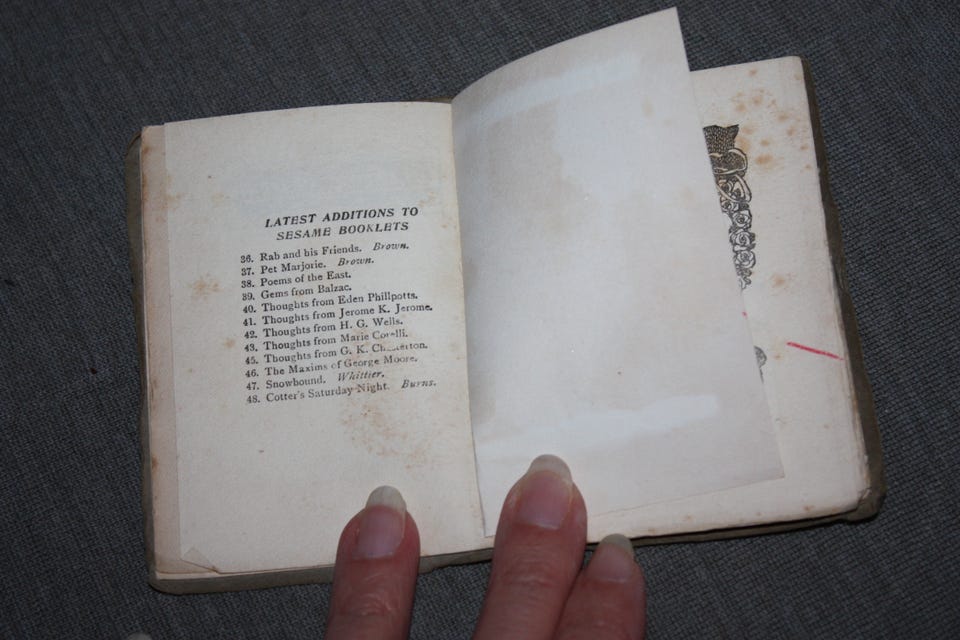 LATEST ADDITIONS TO
SESAME BOOKLETS
36. Rab and his Friends. Brown.
37. Pet Marjorie. Brown.
38. Poems of the East.
39. Gems from Balzac.
40. Thoughts from Eden Phillpotts.
41. Thoughts from Jerome K. Jerome.
42. Thoughts from H. G. Wells.
43. Thoughts from Marie Corelli.
45. Thoughts from G. K. Chesterton.
46. The Maxims of George Moore.
47. Snowbound. Whittier.
48. Cotter's Saturday Night. Burns.